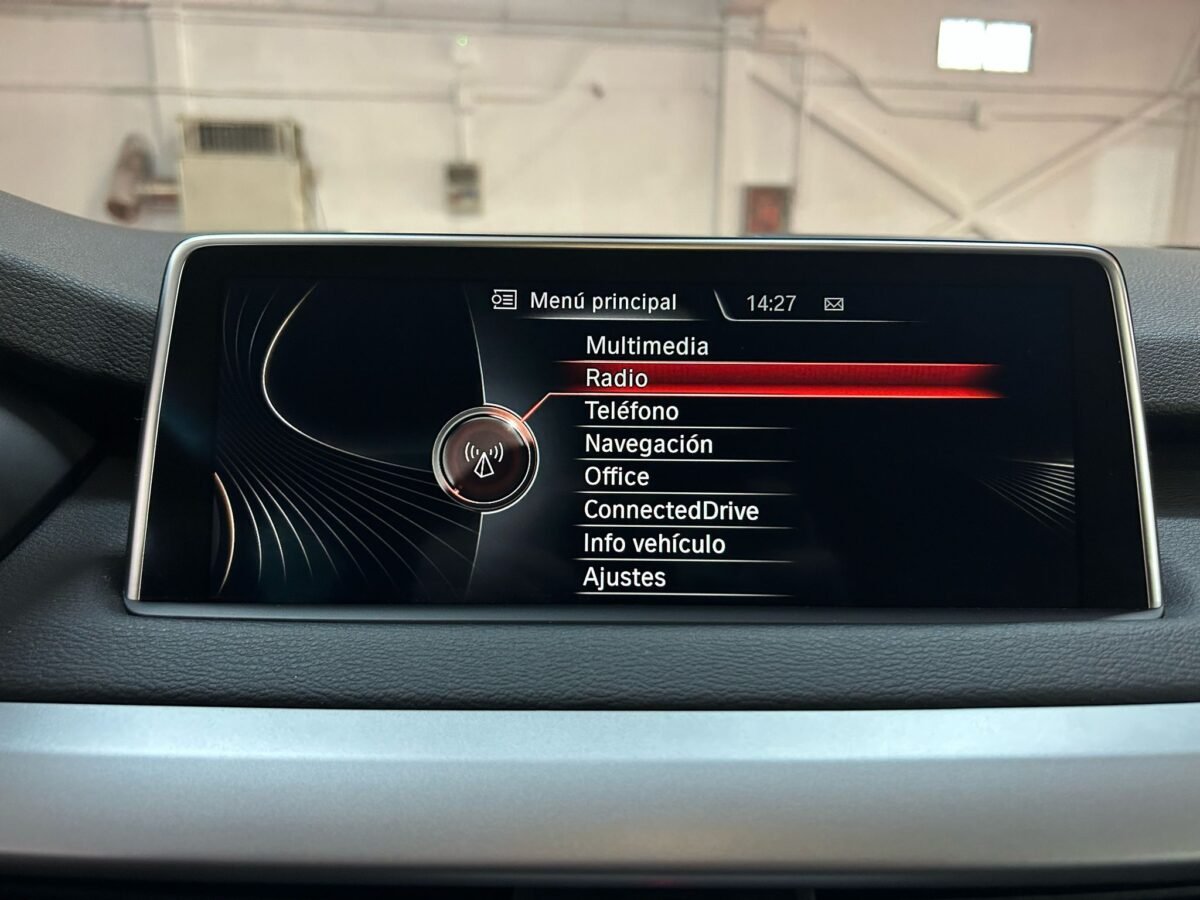 Menú principal 14:27
Multimedia
Radio
Teléfono
Navegación
Office
ConnectedDrive
Info vehículo
Ajustes